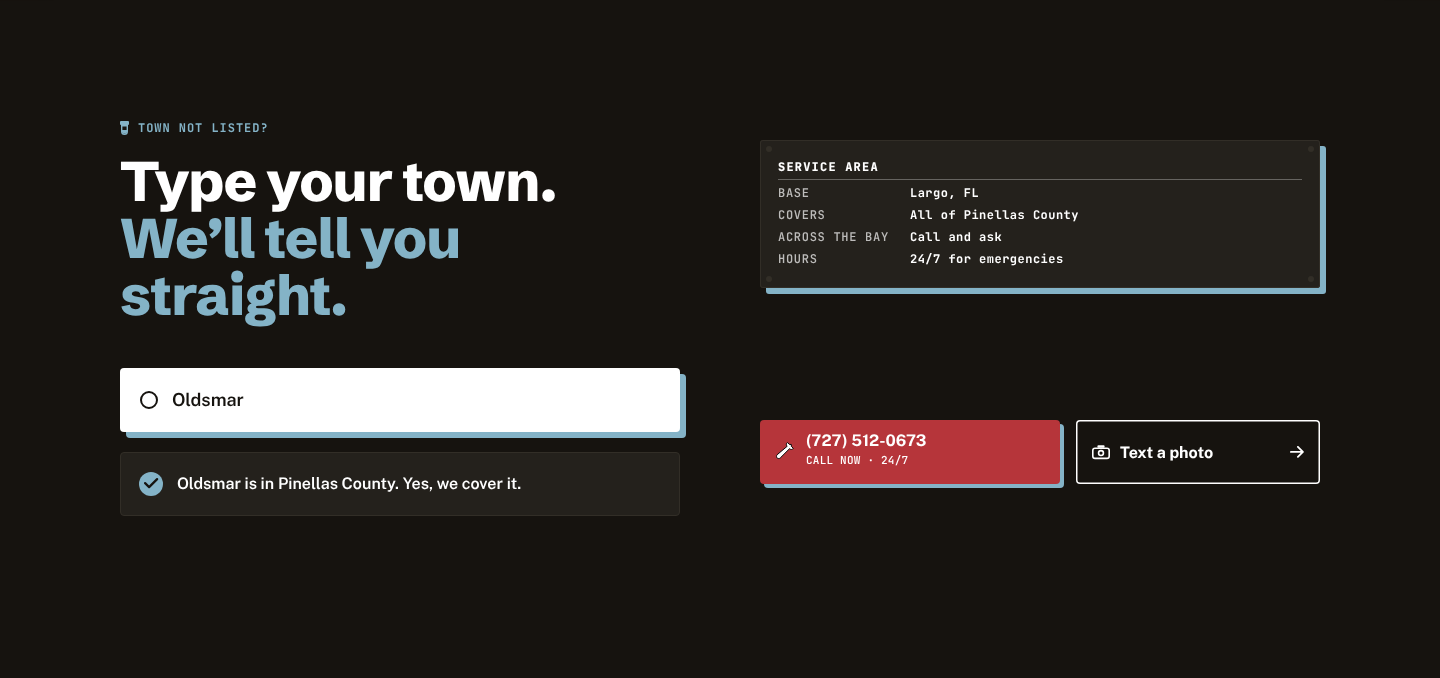 TOWN NOT LISTED?
Type your town.
We’ll tell you
straight.
Oldsmar
Oldsmar is in Pinellas County. Yes, we cover it.
SERVICE AREA
BASE Largo, FL
COVERS All of Pinellas County
ACROSS THE BAY Call and ask
HOURS 24/7 for emergencies
(727) 512-0673
CALL NOW · 24/7
Text a photo